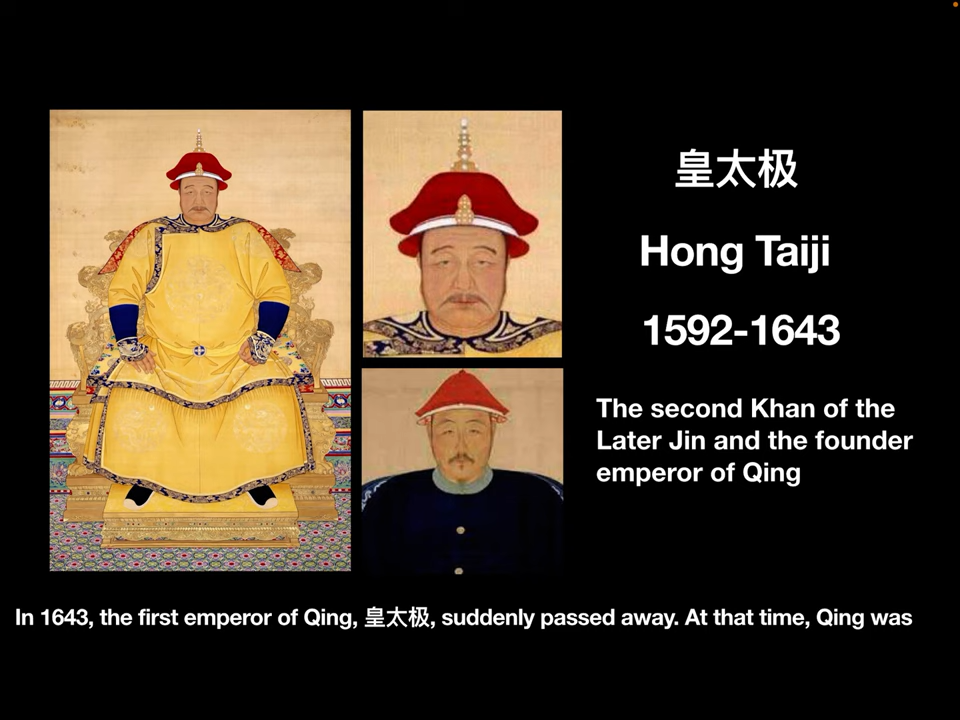 皇太极
Hong Taiji
1592-1643
The second Khan of the
Later Jin and the founder
emperor of Qing
In 1643, the first emperor of Qing, 皇太极, suddenly passed away. At that time, Qing was